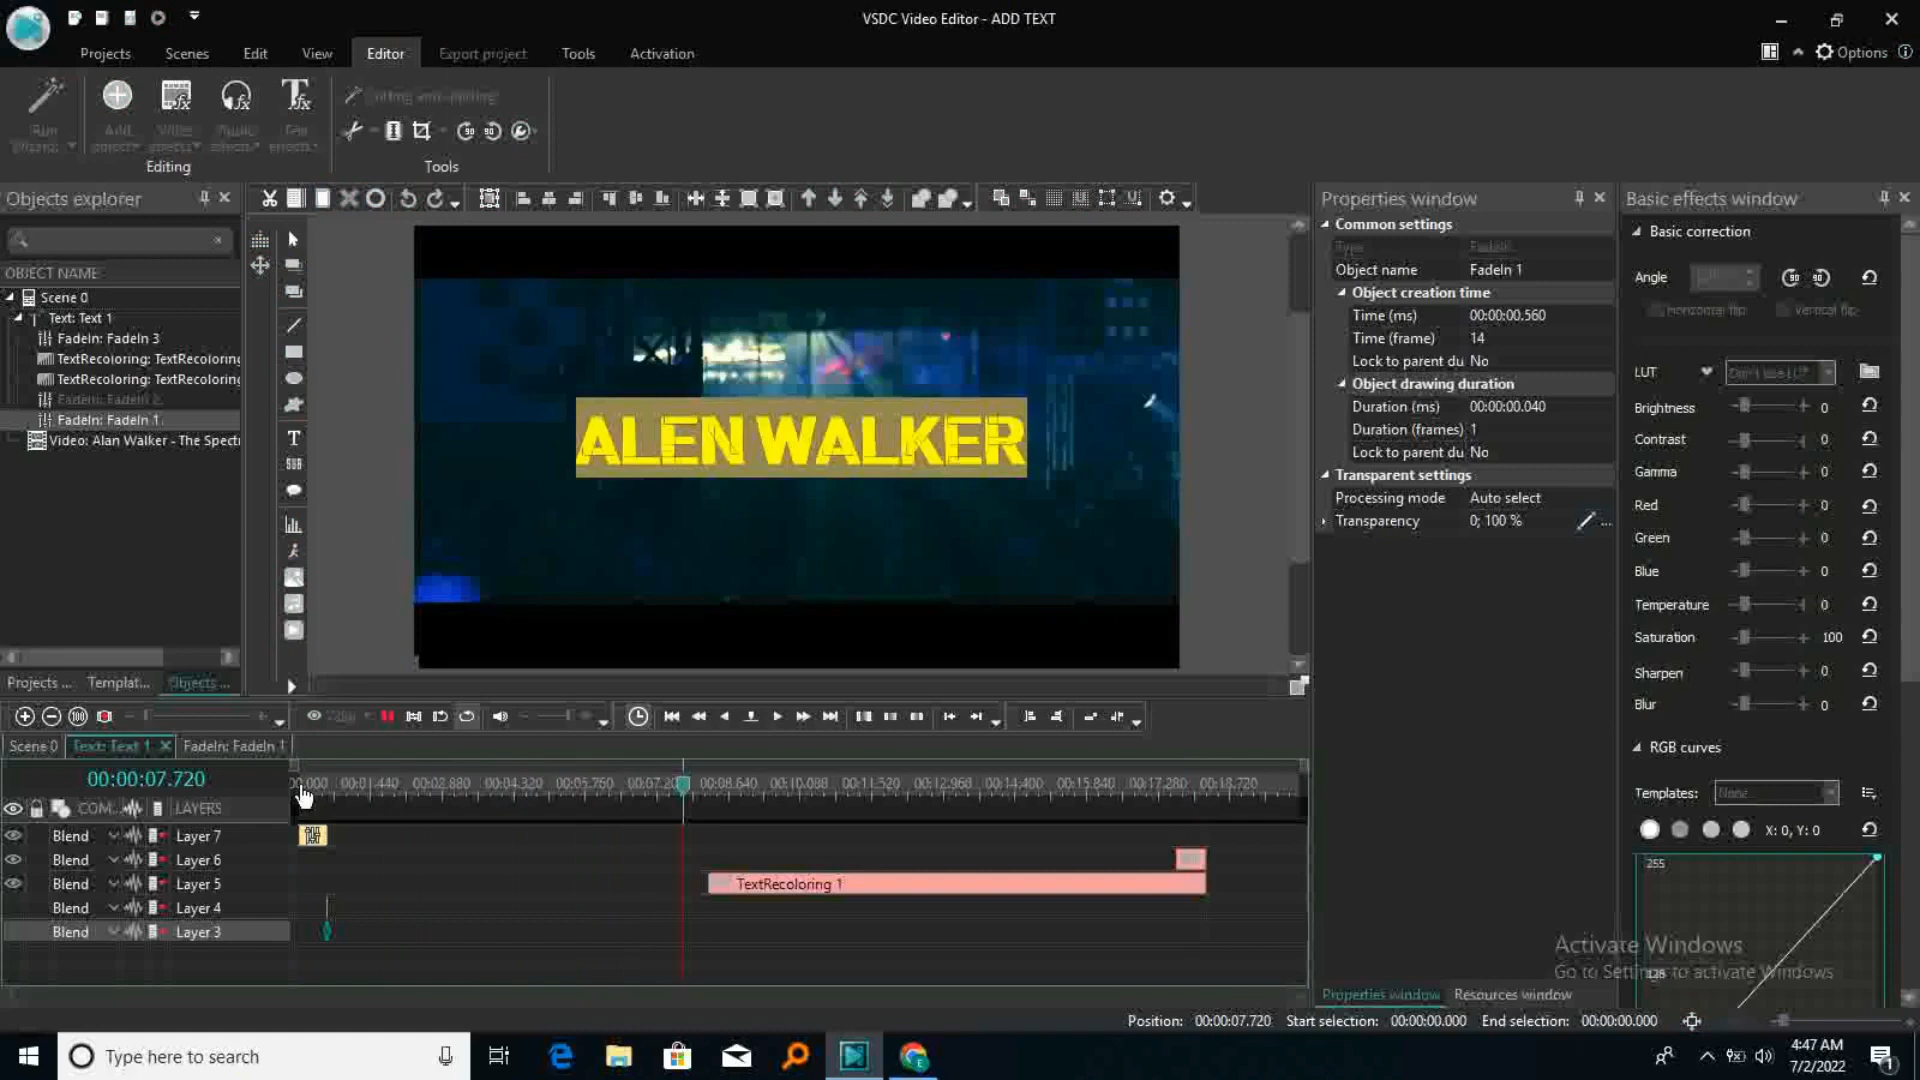 VSDC Video Editor - ADD TEXT
Projects Scenes Edit View Editor Export project Tools Activation
Options
Editing
Tools
Objects explorer
OBJECT NAME
Scene 0
Text: Text 1
FadeIn: FadeIn 3
TextRecoloring: TextRecoloring
TextRecoloring: TextRecoloring
FadeIn: FadeIn 2
FadeIn: FadeIn 1
Video: Alan Walker - The Spectr
Projects ... Templat... Objects ...
ALEN WALKER
Properties window
Common settings
Type FadeIn
Object name FadeIn 1
Object creation time
Time (ms) 00:00:00.560
Time (frame) 14
Lock to parent du No
Object drawing duration
Duration (ms) 00:00:00.040
Duration (frames) 1
Lock to parent du No
Transparent settings
Processing mode Auto select
Transparency 0; 100 % ...
Properties window Resources window
Basic effects window
Basic correction
Angle
Horizontal flip Vertical flip
LUT
Brightness 0
Contrast 0
Gamma 0
Red 0
Green 0
Blue 0
Temperature 0
Saturation 100
Sharpen 0
Blur 0
RGB curves
Templates: None
X: 0, Y: 0
255
128
Scene 0 Text: Text 1 FadeIn: FadeIn 1
00:00:07.720
00:01.440 00:02.880 00:04.320 00:05.760 00:07.20 00:08.640 00:10.080 00:11.520 00:12.960 00:14.400 00:15.840 00:17.280 00:18.720
COM... LAYERS
Blend Layer 7
Blend Layer 6
Blend Layer 5
TextRecoloring 1
Blend Layer 4
Blend Layer 3
Activate Windows
Go to Settings to activate Windows
Position: 00:00:07.720 Start selection: 00:00:00.000 End selection: 00:00:00.000
Type here to search
4:47 AM
7/2/2022